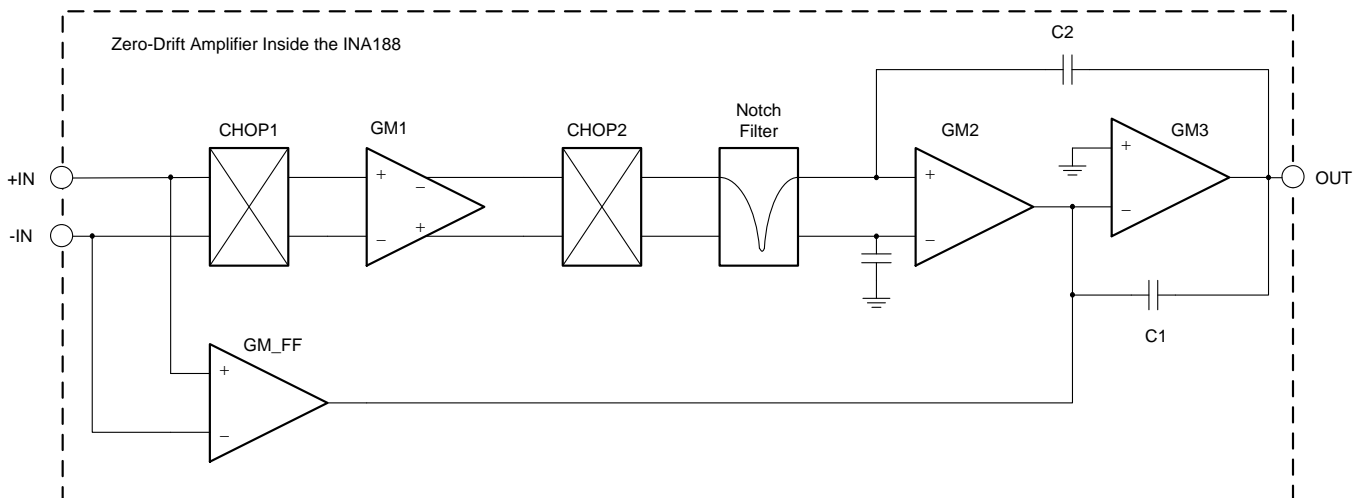 Zero-Drift Amplifier Inside the INA188
C2
CHOP1
GM1
CHOP2
Notch
Filter
GM2
GM3
+IN
-IN
OUT
+
−
−
+
+
−
+
−
C1
GM_FF
+
−